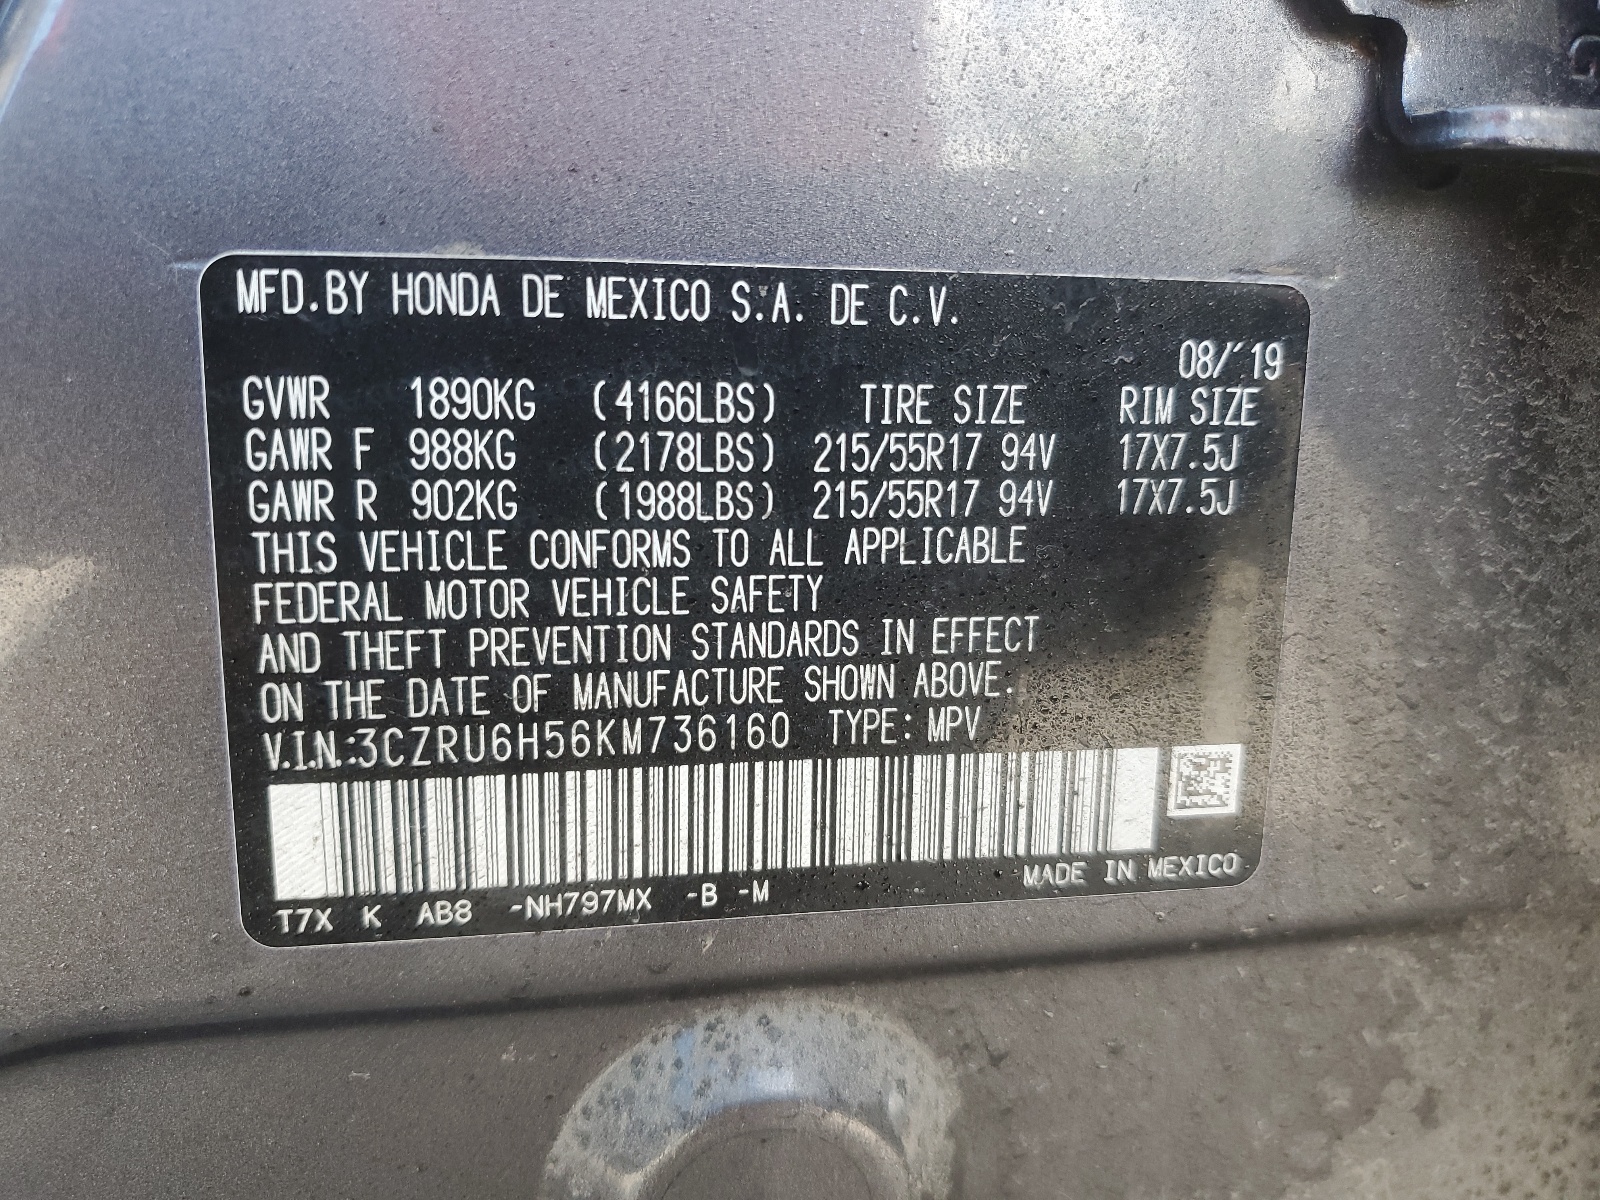 MFD.BY HONDA DE MEXICO S.A. DE C.V.
08/'19
GVWR 1890KG (4166LBS) TIRE SIZE RIM SIZE
GAWR F 988KG (2178LBS) 215/55R17 94V 17X7.5J
GAWR R 902KG (1988LBS) 215/55R17 94V 17X7.5J
THIS VEHICLE CONFORMS TO ALL APPLICABLE
FEDERAL MOTOR VEHICLE SAFETY
AND THEFT PREVENTION STANDARDS IN EFFECT
ON THE DATE OF MANUFACTURE SHOWN ABOVE.
V.I.N.:3CZRU6H56KM736160 TYPE: MPV
MADE IN MEXICO
T7X K AB8 -NH797MX -B -M